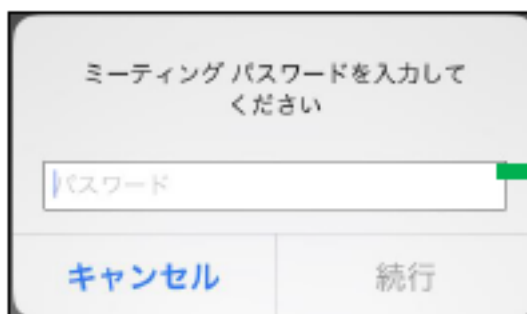 ミーティング パスワードを入力して
ください
パスワード
キャンセル
続行